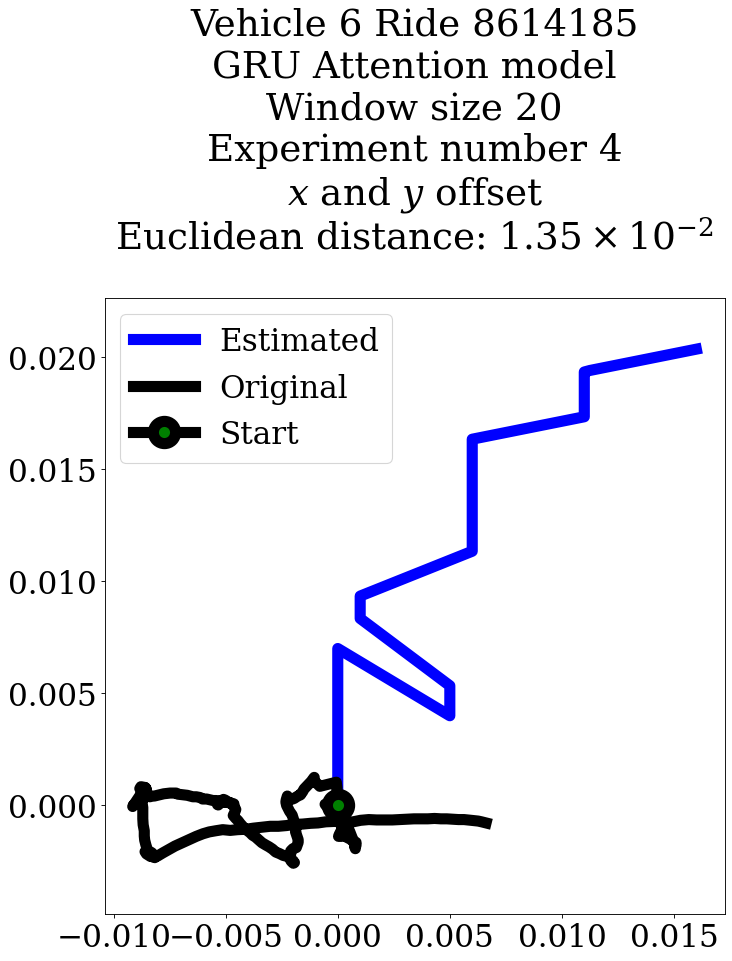 Vehicle 6 Ride 8614185
GRU Attention model
Window size 20
Experiment number 4
x and y offset
Euclidean distance: 1.35 × 10⁻²
Estimated
Original
Start
0.020
0.015
0.010
0.005
0.000
−0.010 −0.005 0.000 0.005 0.010 0.015